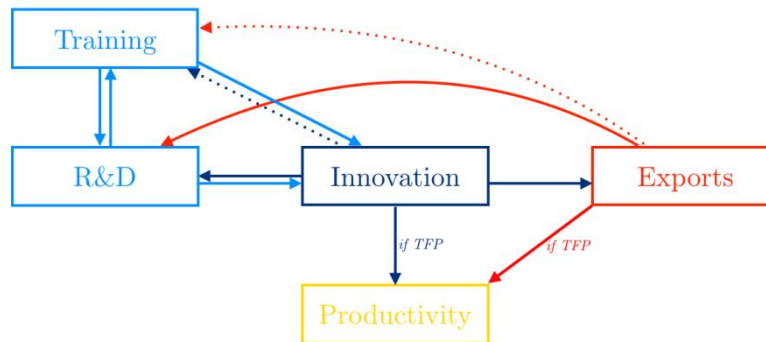 Training
R&D
Innovation
Exports
if TFP
if TFP
Productivity